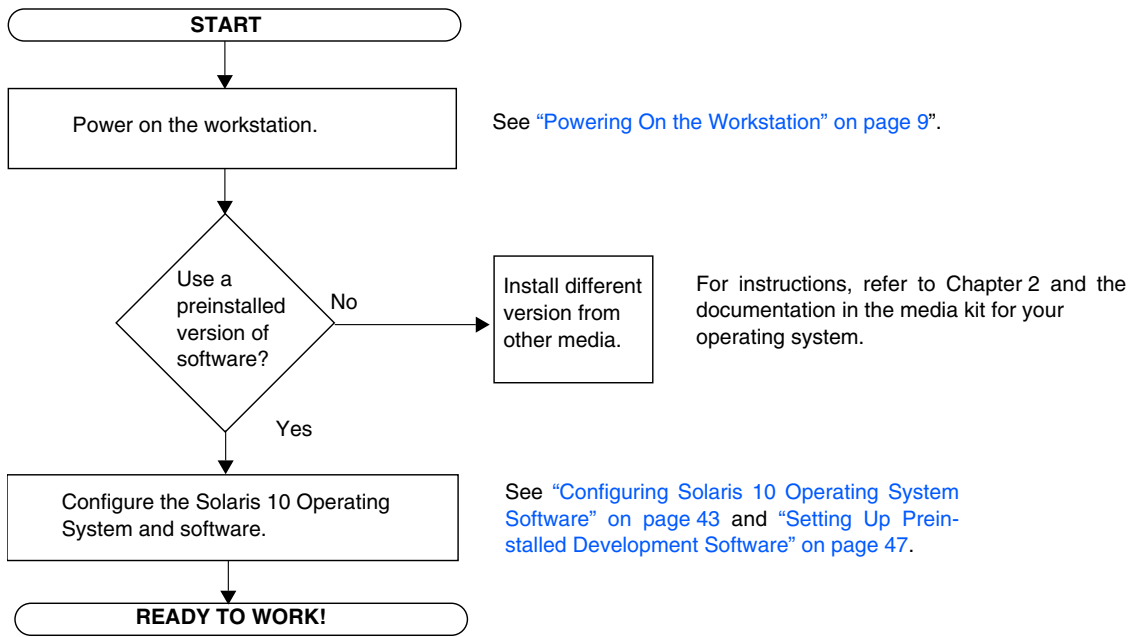 START
Power on the workstation.
See “Powering On the Workstation” on page 9”.
Use a
preinstalled
version of
software?
No
Install different
version from
other media.
For instructions, refer to Chapter 2 and the
documentation in the media kit for your
operating system.
Yes
Configure the Solaris 10 Operating
System and software.
See “Configuring Solaris 10 Operating System
Software” on page 43 and “Setting Up Prein-
stalled Development Software” on page 47.
READY TO WORK!